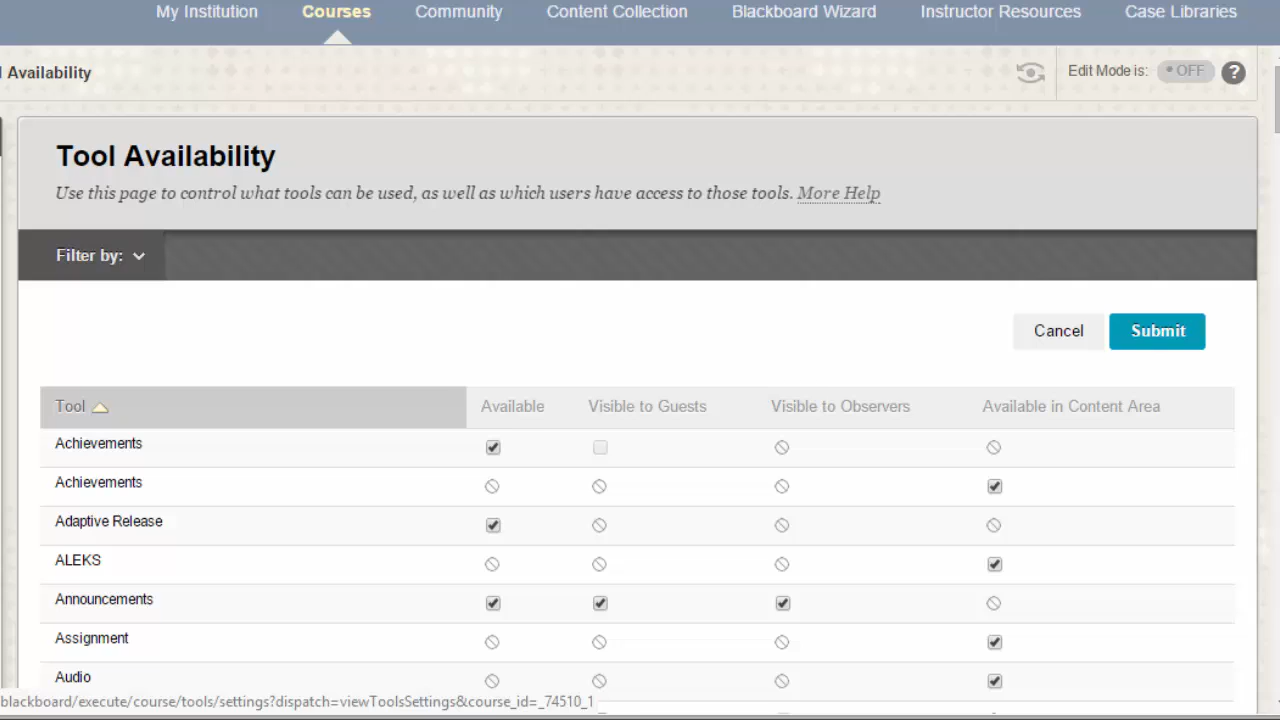 My Institution Courses Community Content Collection Blackboard Wizard Instructor Resources Case Libraries
Availability Edit Mode is: • OFF ?
Tool Availability
Use this page to control what tools can be used, as well as which users have access to those tools. More Help
Filter by:
Cancel Submit
Tool Available Visible to Guests Visible to Observers Available in Content Area
Achievements
Achievements
Adaptive Release
ALEKS
Announcements
Assignment
Audio
blackboard/execute/course/tools/settings?dispatch=viewToolsSettings&course_id=_74510_1